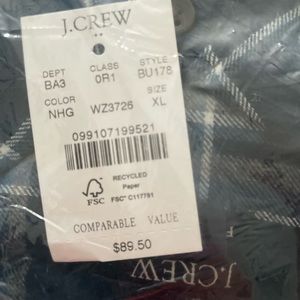 J.CREW
DEPT CLASS STYLE
BA3 0R1 BU178
COLOR SIZE
NHG WZ3726 XL
099107199521
RECYCLED
Paper
FSC FSC® C117791
COMPARABLE VALUE
$89.50
J.CREW